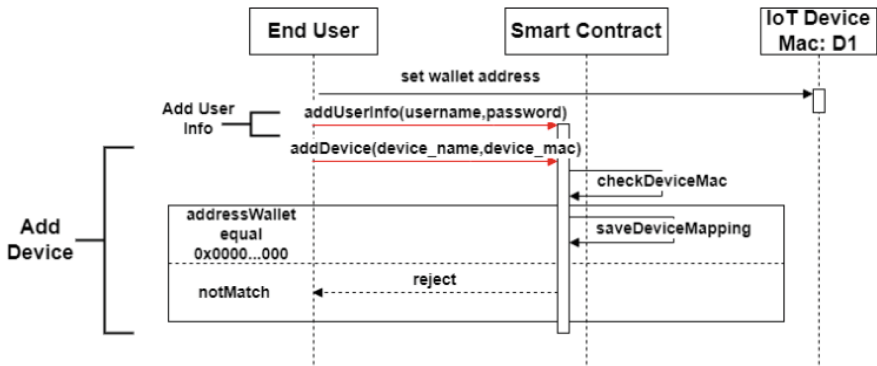 End User
Smart Contract
IoT Device
Mac: D1
set wallet address
Add User
Info
addUserInfo(username,password)
addDevice(device_name,device_mac)
checkDeviceMac
Add
Device
addressWallet
equal
0x0000...000
saveDeviceMapping
notMatch
reject